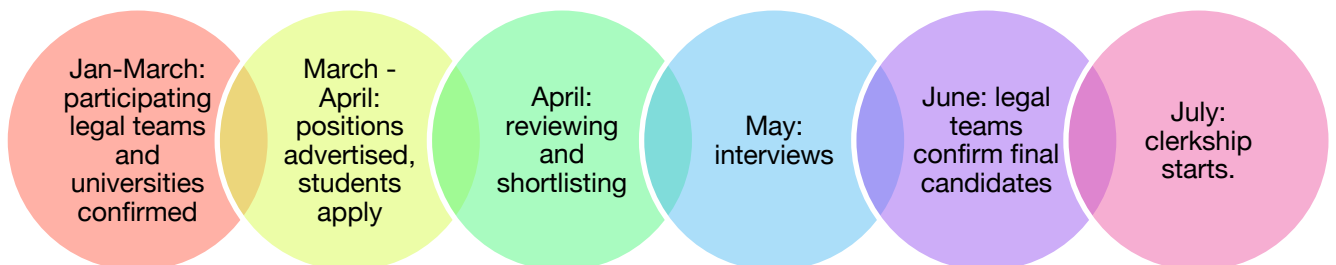 Jan-March:
participating
legal teams
and
universities
confirmed
March -
April:
positions
advertised,
students
apply
April:
reviewing
and
shortlisting
May:
interviews
June: legal
teams
confirm final
candidates
July:
clerkship
starts.